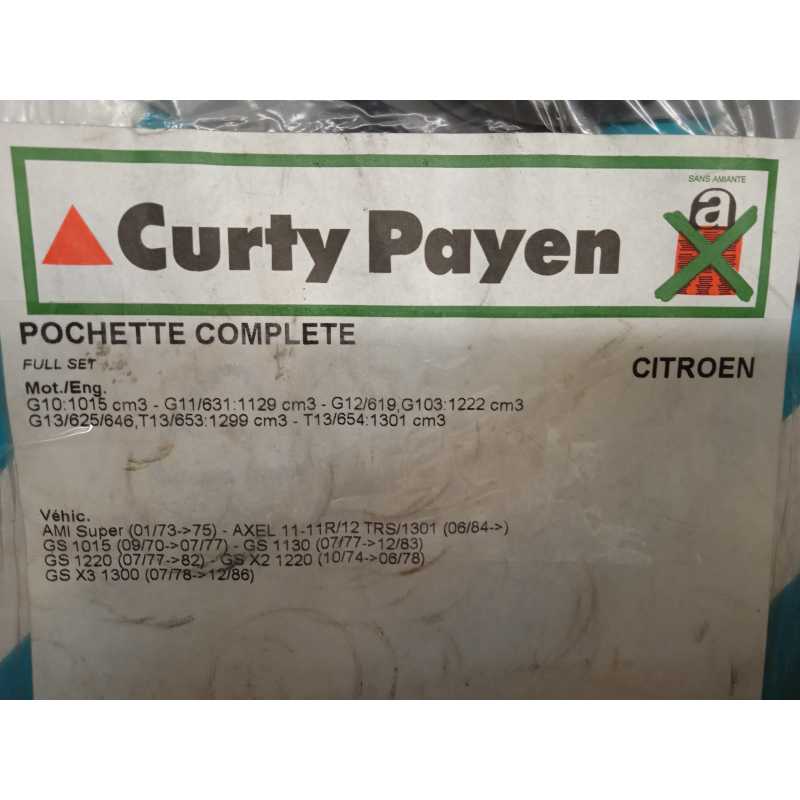 SANS AMIANTE
a
Curty Payen
POCHETTE COMPLETE
FULL SET
CITROEN
Mot./Eng.
G10:1015 cm3 - G11/631:1129 cm3 - G12/619,G103:1222 cm3
G13/625/646,T13/653:1299 cm3 - T13/654:1301 cm3
Véhic.
AMI Super (01/73->75) - AXEL 11-11R/12 TRS/1301 (06/84->)
GS 1015 (09/70->07/77) - GS 1130 (07/77->12/83)
GS 1220 (07/77->82) - GS X2 1220 (10/74->06/78)
GS X3 1300 (07/78->12/86)